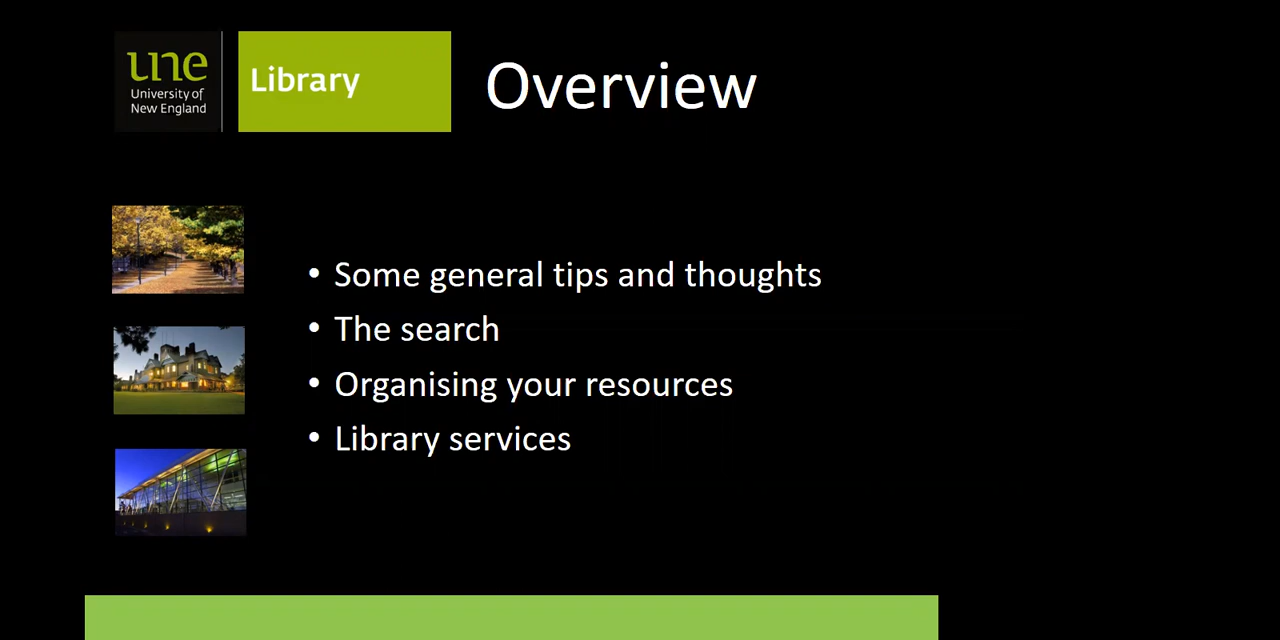 une
University of
New England
Library
Overview
• Some general tips and thoughts
• The search
• Organising your resources
• Library services